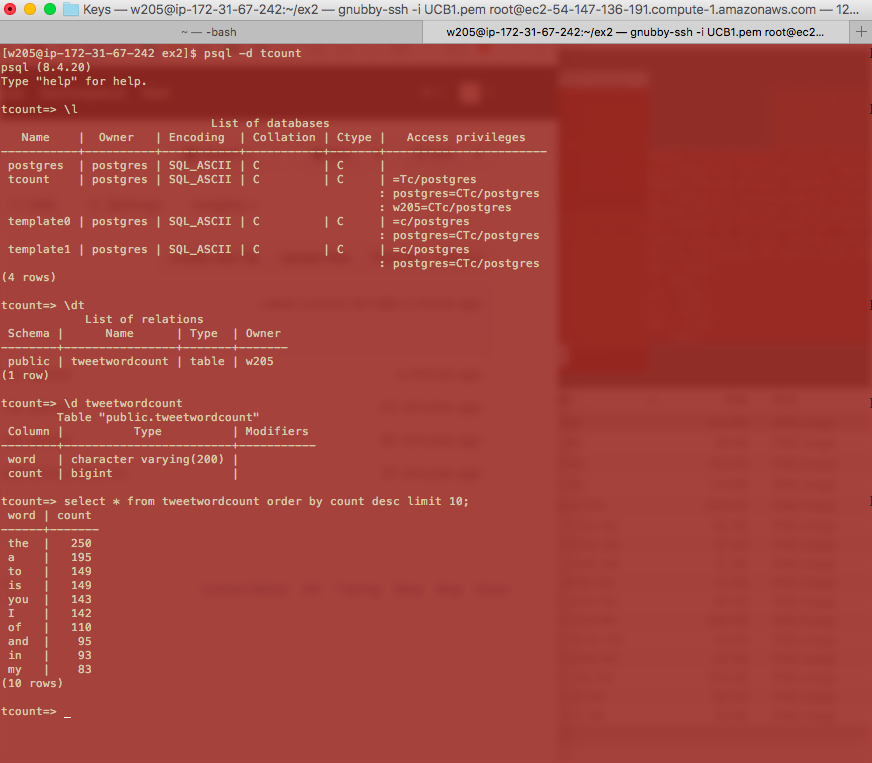 Keys — w205@ip-172-31-67-242:~/ex2 — gnubby-ssh -i UCB1.pem root@ec2-54-147-136-191.compute-1.amazonaws.com — 12...
~ — -bash
w205@ip-172-31-67-242:~/ex2 — gnubby-ssh -i UCB1.pem root@ec2...
[w205@ip-172-31-67-242 ex2]$ psql -d tcount
psql (8.4.20)
Type "help" for help.
tcount=> \l
                               List of databases
   Name    |  Owner   | Encoding  | Collation | Ctype |   Access privileges
-----------+----------+-----------+-----------+-------+-----------------------
 postgres  | postgres | SQL_ASCII | C         | C     |
 tcount    | postgres | SQL_ASCII | C         | C     | =Tc/postgres
                                                        : postgres=CTc/postgres
                                                        : w205=CTc/postgres
 template0 | postgres | SQL_ASCII | C         | C     | =c/postgres
                                                        : postgres=CTc/postgres
 template1 | postgres | SQL_ASCII | C         | C     | =c/postgres
                                                        : postgres=CTc/postgres
(4 rows)
tcount=> \dt
            List of relations
 Schema |      Name      | Type  | Owner
--------+----------------+-------+-------
 public | tweetwordcount | table | w205
(1 row)
tcount=> \d tweetwordcount
        Table "public.tweetwordcount"
 Column |          Type          | Modifiers
--------+------------------------+-----------
 word   | character varying(200) |
 count  | bigint                 |
tcount=> select * from tweetwordcount order by count desc limit 10;
 word | count
------+-------
 the  |   250
 a    |   195
 to   |   149
 is   |   149
 you  |   143
 I    |   142
 of   |   110
 and  |    95
 in   |    93
 my   |    83
(10 rows)
tcount=> _